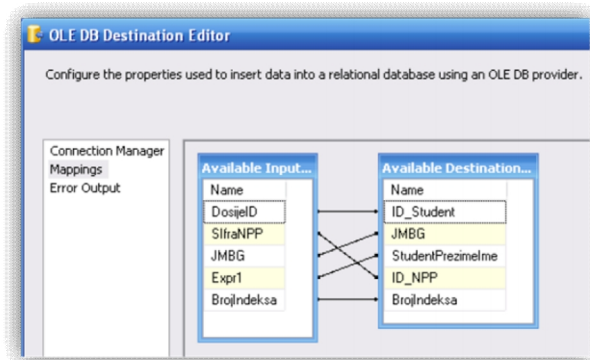 OLE DB Destination Editor
Configure the properties used to insert data into a relational database using an OLE DB provider.
Connection Manager
Mappings
Error Output
Available Input...
Name
DosijeID
SIfraNPP
JMBG
Expr1
BrojIndeksa
Available Destination...
Name
ID_Student
JMBG
StudentPrezimeIme
ID_NPP
BrojIndeksa